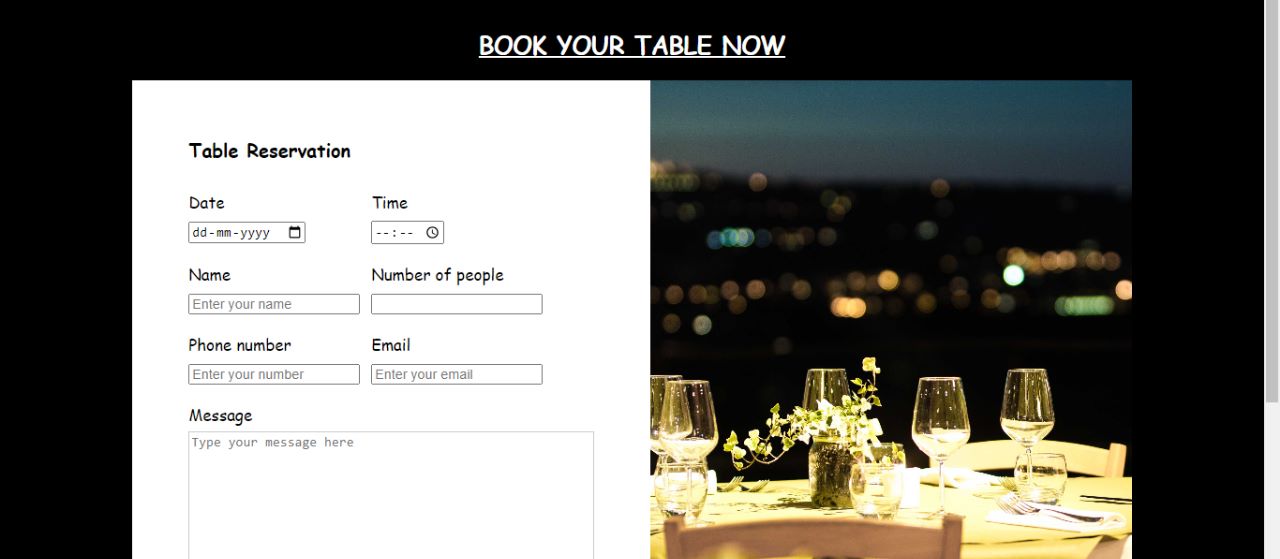 BOOK YOUR TABLE NOW
Table Reservation
Date Time
dd-mm-yyyy --:--
Name Number of people
Enter your name
Phone number Email
Enter your number Enter your email
Message
Type your message here